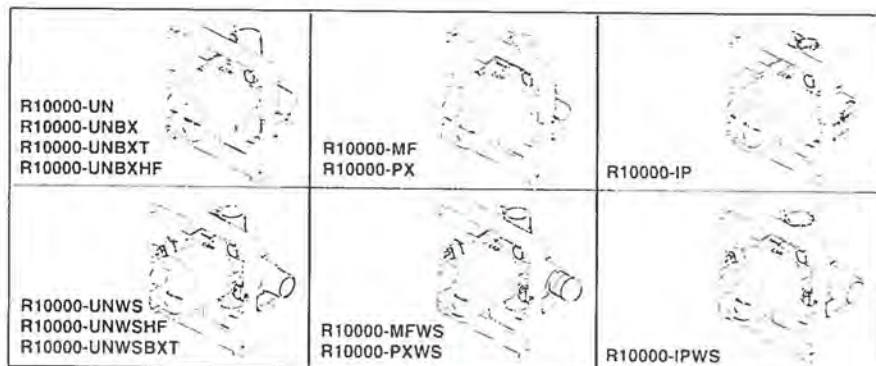 R10000-UN
R10000-UNBX
R10000-UNBXT
R10000-UNBXHF
R10000-MF
R10000-PX
R10000-IP
R10000-UNWS
R10000-UNWSHF
R10000-UNWSBXT
R10000-MFWS
R10000-PXWS
R10000-IPWS